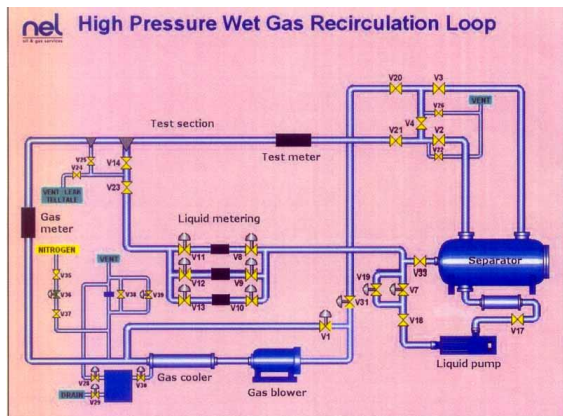 nel
oil & gas services
High Pressure Wet Gas Recirculation Loop
V20
V3
V26
VENT
V4
Test section
V21
V2
V22
V25
V14
Test meter
V24
V23
VENT LEAK
TELLTALE
Gas
meter
Liquid metering
NITROGEN
V11
V8
VENT
Separator
V35
V12
V9
V19
V33
V36
V38
V39
V7
V13
V10
V31
V37
V18
V1
V17
V28
V30
Gas cooler
Liquid pump
DRAIN
V29
Gas blower